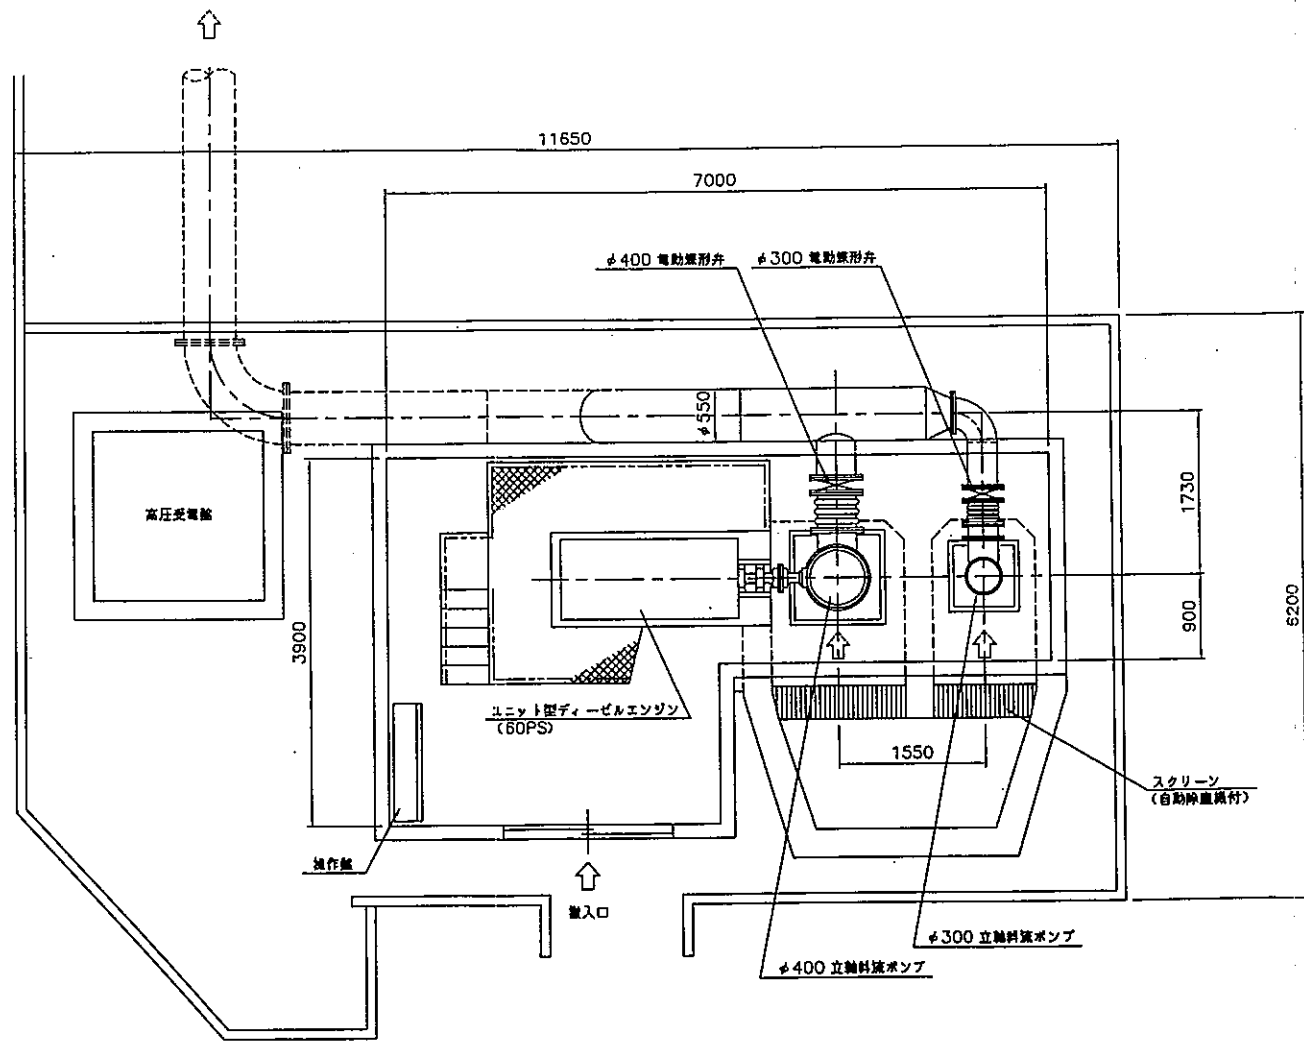 11650
7000
φ400 電動蝶形弁
φ300 電動蝶形弁
φ550
高圧受電盤
1730
3900
900
6200
ユニット型ディーゼルエンジン
(60PS)
1550
スクリーン
(自動除塵機付)
操作盤
搬入口
φ300 立軸斜流ポンプ
φ400 立軸斜流ポンプ